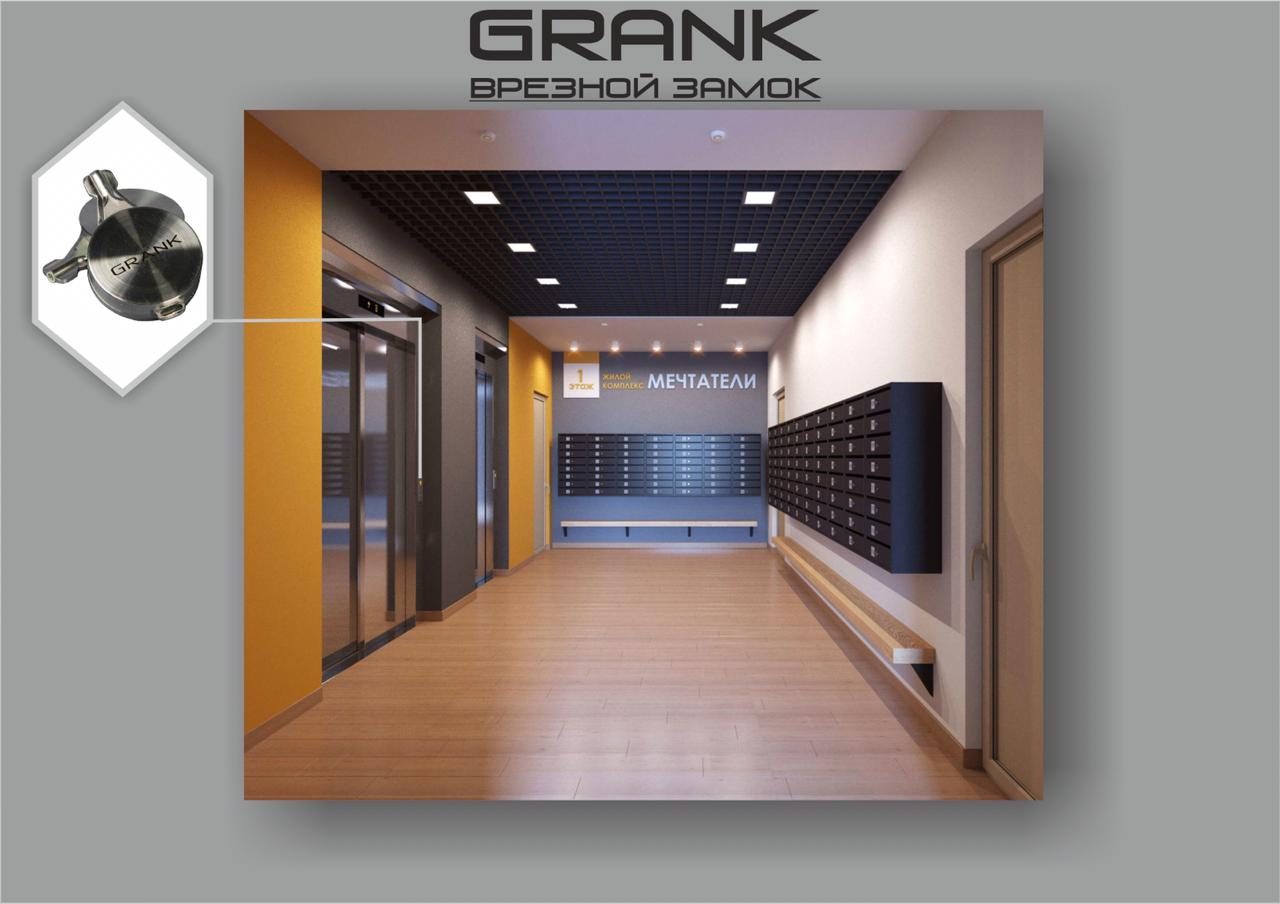 GRANK
ВРЕЗНОЙ ЗАМОК
GRANK
1
ЭТАЖ
ЖИЛОЙ
КОМПЛЕКС МЕЧТАТЕЛИ